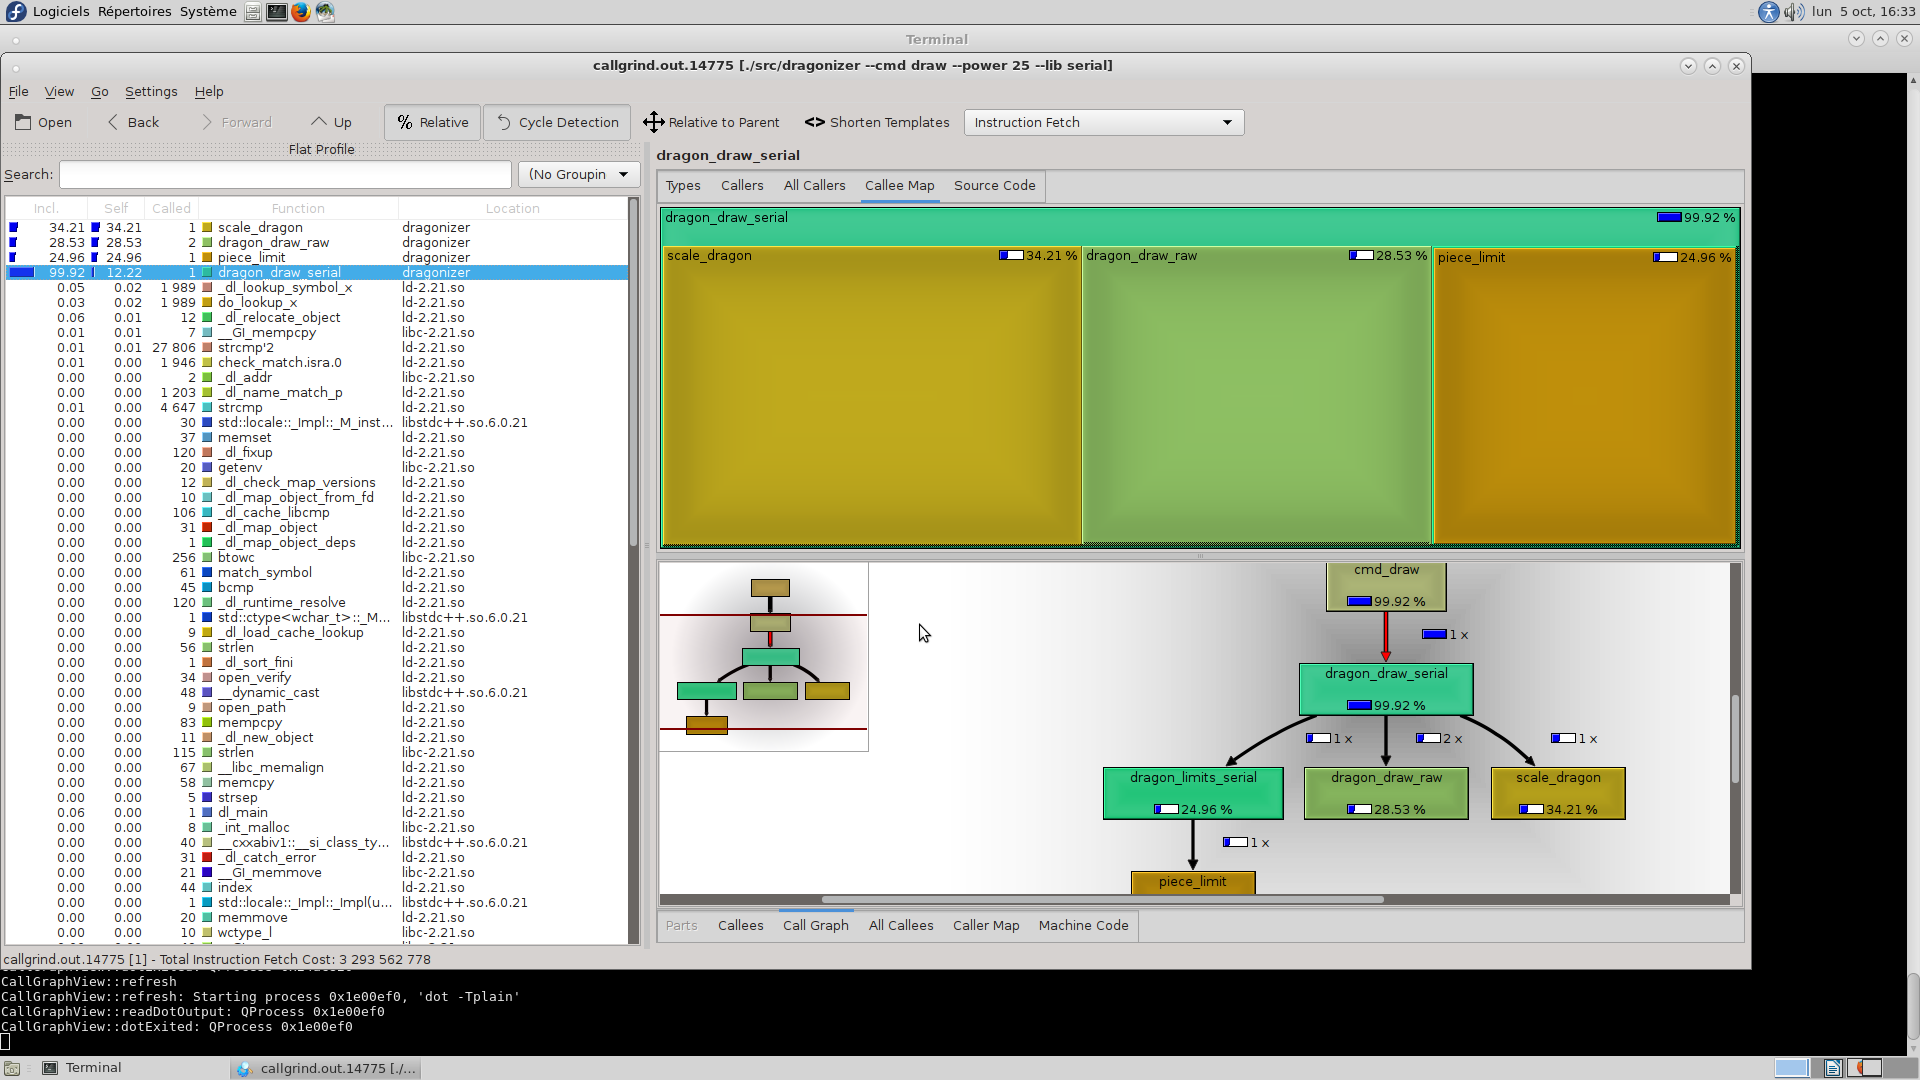 Logiciels Répertoires Système lun 5 oct, 16:33
Terminal
callgrind.out.14775 [./src/dragonizer --cmd draw --power 25 --lib serial]
File View Go Settings Help
Open Back Forward Up Relative Cycle Detection Relative to Parent <> Shorten Templates Instruction Fetch
Flat Profile
Search: (No Groupin
Incl. Self Called Function Location
34.21 34.21 1 scale_dragon dragonizer
28.53 28.53 2 dragon_draw_raw dragonizer
24.96 24.96 1 piece_limit dragonizer
99.92 12.22 1 dragon_draw_serial dragonizer
0.05 0.02 1 989 _dl_lookup_symbol_x ld-2.21.so
0.03 0.02 1 989 do_lookup_x ld-2.21.so
0.06 0.01 12 _dl_relocate_object ld-2.21.so
0.01 0.01 7 __GI_mempcpy libc-2.21.so
0.01 0.01 27 806 strcmp'2 ld-2.21.so
0.01 0.00 1 946 check_match.isra.0 ld-2.21.so
0.00 0.00 2 _dl_addr libc-2.21.so
0.00 0.00 1 203 _dl_name_match_p ld-2.21.so
0.01 0.00 4 647 strcmp ld-2.21.so
0.00 0.00 30 std::locale::_Impl::_M_inst... libstdc++.so.6.0.21
0.00 0.00 37 memset ld-2.21.so
0.00 0.00 120 _dl_fixup ld-2.21.so
0.00 0.00 20 getenv libc-2.21.so
0.00 0.00 12 _dl_check_map_versions ld-2.21.so
0.00 0.00 10 _dl_map_object_from_fd ld-2.21.so
0.00 0.00 106 _dl_cache_libcmp ld-2.21.so
0.00 0.00 31 _dl_map_object ld-2.21.so
0.00 0.00 1 _dl_map_object_deps ld-2.21.so
0.00 0.00 256 btowc libc-2.21.so
0.00 0.00 61 match_symbol ld-2.21.so
0.00 0.00 45 bcmp ld-2.21.so
0.00 0.00 120 _dl_runtime_resolve ld-2.21.so
0.00 0.00 1 std::ctype<wchar_t>::_M... libstdc++.so.6.0.21
0.00 0.00 9 _dl_load_cache_lookup ld-2.21.so
0.00 0.00 56 strlen ld-2.21.so
0.00 0.00 1 _dl_sort_fini ld-2.21.so
0.00 0.00 34 open_verify ld-2.21.so
0.00 0.00 48 __dynamic_cast libstdc++.so.6.0.21
0.00 0.00 9 open_path ld-2.21.so
0.00 0.00 83 mempcpy ld-2.21.so
0.00 0.00 11 _dl_new_object ld-2.21.so
0.00 0.00 115 strlen libc-2.21.so
0.00 0.00 67 __libc_memalign ld-2.21.so
0.00 0.00 58 memcpy ld-2.21.so
0.00 0.00 5 strsep ld-2.21.so
0.06 0.00 1 dl_main ld-2.21.so
0.00 0.00 8 _int_malloc libc-2.21.so
0.00 0.00 40 __cxxabiv1::__si_class_ty... libstdc++.so.6.0.21
0.00 0.00 31 _dl_catch_error ld-2.21.so
0.00 0.00 21 __GI_memmove libc-2.21.so
0.00 0.00 44 index ld-2.21.so
0.00 0.00 1 std::locale::_Impl::_Impl(u... libstdc++.so.6.0.21
0.00 0.00 20 memmove ld-2.21.so
0.00 0.00 10 wctype_l libc-2.21.so
dragon_draw_serial
Types Callers All Callers Callee Map Source Code
dragon_draw_serial 99.92 %
scale_dragon 34.21 % dragon_draw_raw 28.53 % piece_limit 24.96 %
cmd_draw
99.92 %
1 x
dragon_draw_serial
99.92 %
1 x 2 x 1 x
dragon_limits_serial dragon_draw_raw scale_dragon
24.96 % 28.53 % 34.21 %
1 x
piece_limit
Parts Callees Call Graph All Callees Caller Map Machine Code
callgrind.out.14775 [1] - Total Instruction Fetch Cost: 3 293 562 778
CallGraphView::refresh
CallGraphView::refresh: Starting process 0x1e00ef0, 'dot -Tplain'
CallGraphView::readDotOutput: QProcess 0x1e00ef0
CallGraphView::dotExited: QProcess 0x1e00ef0
Terminal callgrind.out.14775 [./...